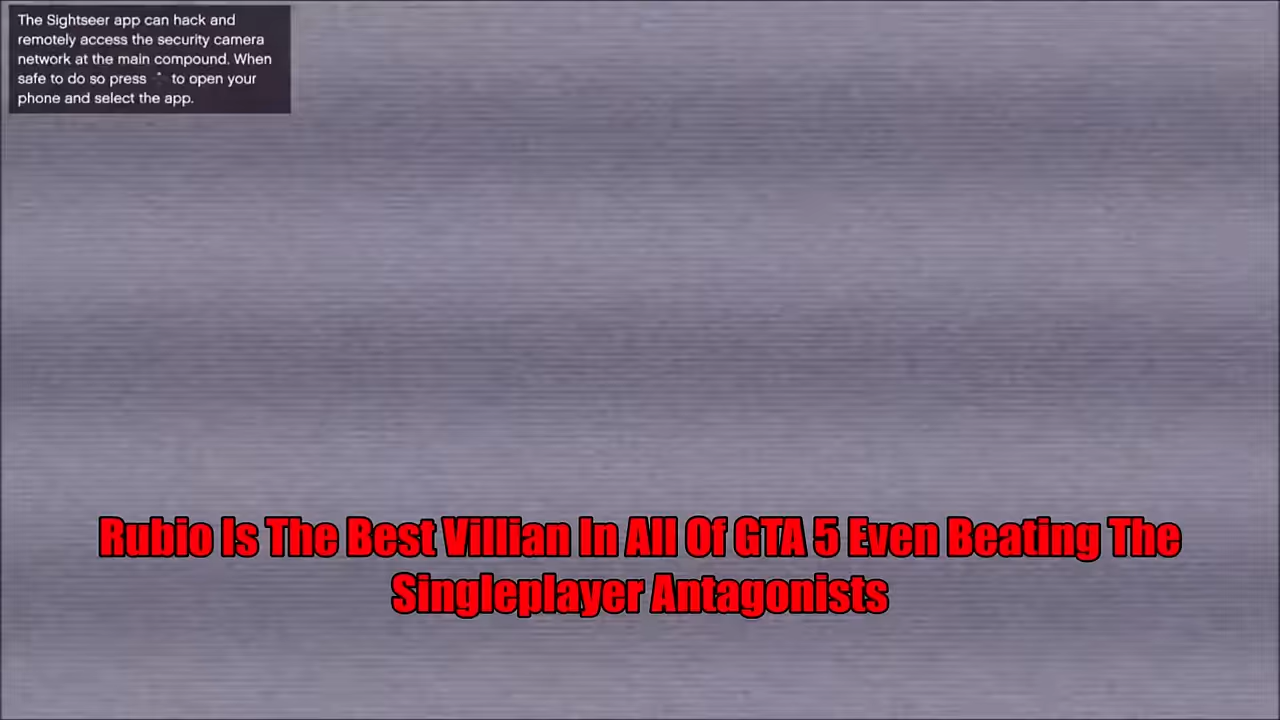 The Sightseer app can hack and
remotely access the security camera
network at the main compound. When
safe to do so press to open your
phone and select the app.
Rubio Is The Best Villian In All Of GTA 5 Even Beating The
Singleplayer Antagonists